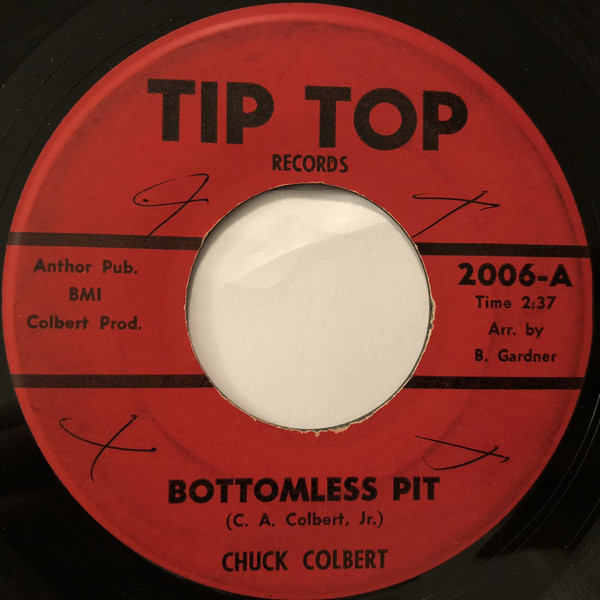 TIP TOP
RECORDS
Anthor Pub.
BMI
Colbert Prod.
2006-A
Time 2:37
Arr. by
B. Gardner
BOTTOMLESS PIT
(C. A. Colbert, Jr.)
CHUCK COLBERT